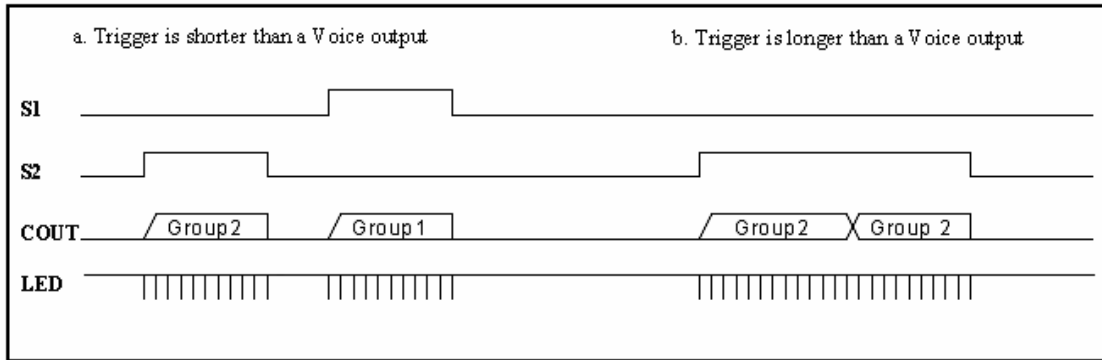 a. Trigger is shorter than a Voice output
b. Trigger is longer than a Voice output
S1
S2
COUT
Group2
Group1
Group2
Group 2
LED